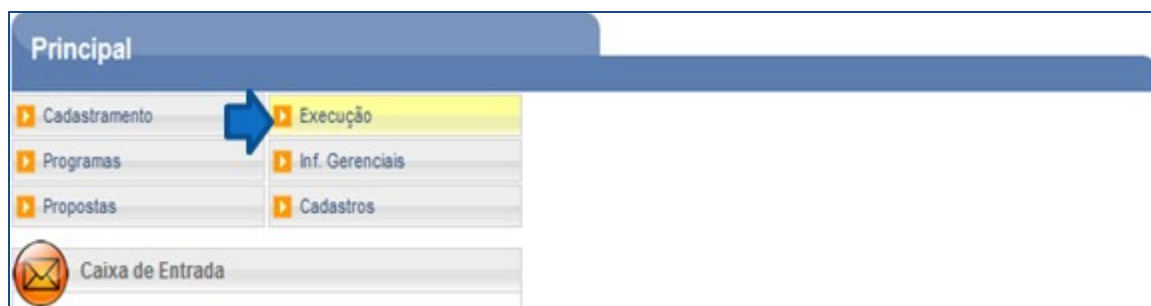 Principal
Cadastramento
Execução
Programas
Inf. Gerenciais
Propostas
Cadastros
Caixa de Entrada